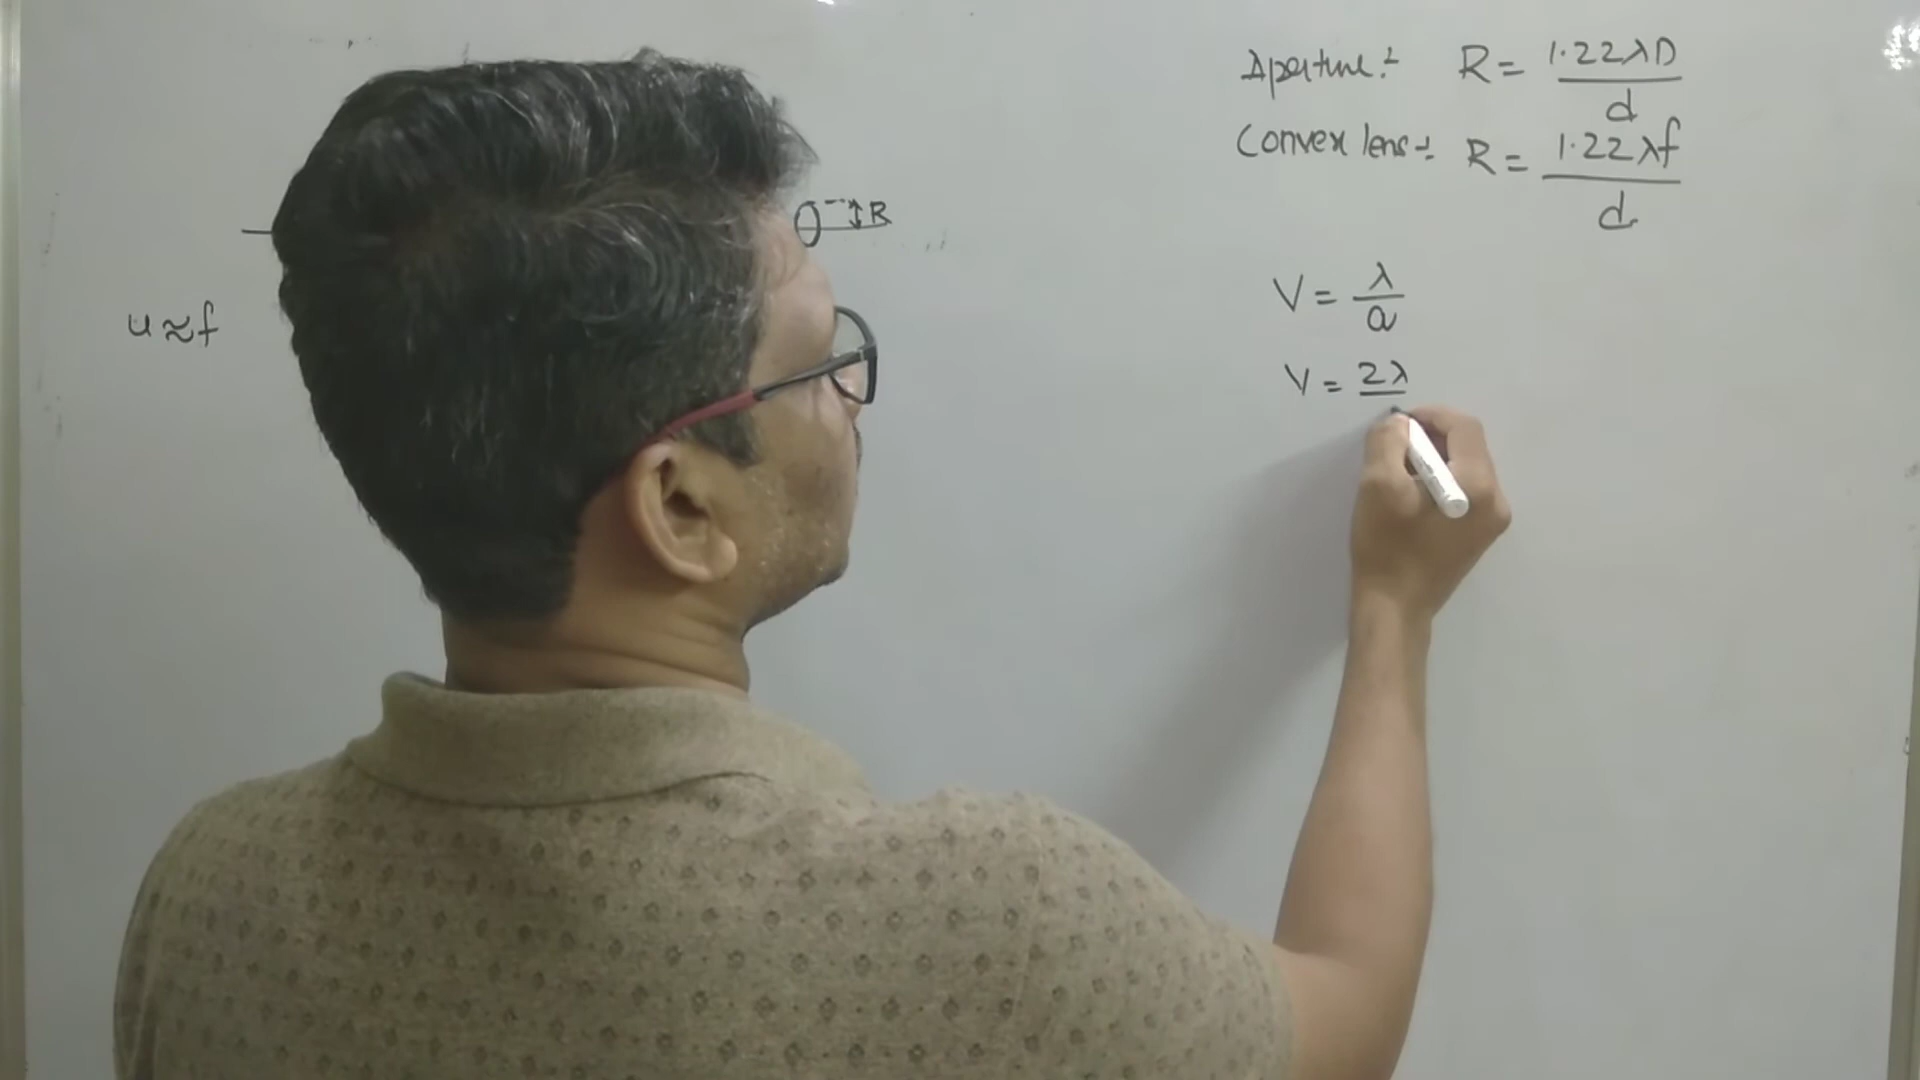 Aperture:- R = 1.22λD / d
Convex lens:- R = 1.22λf / d
R
u≈f
V = λ / a
V = 2λ